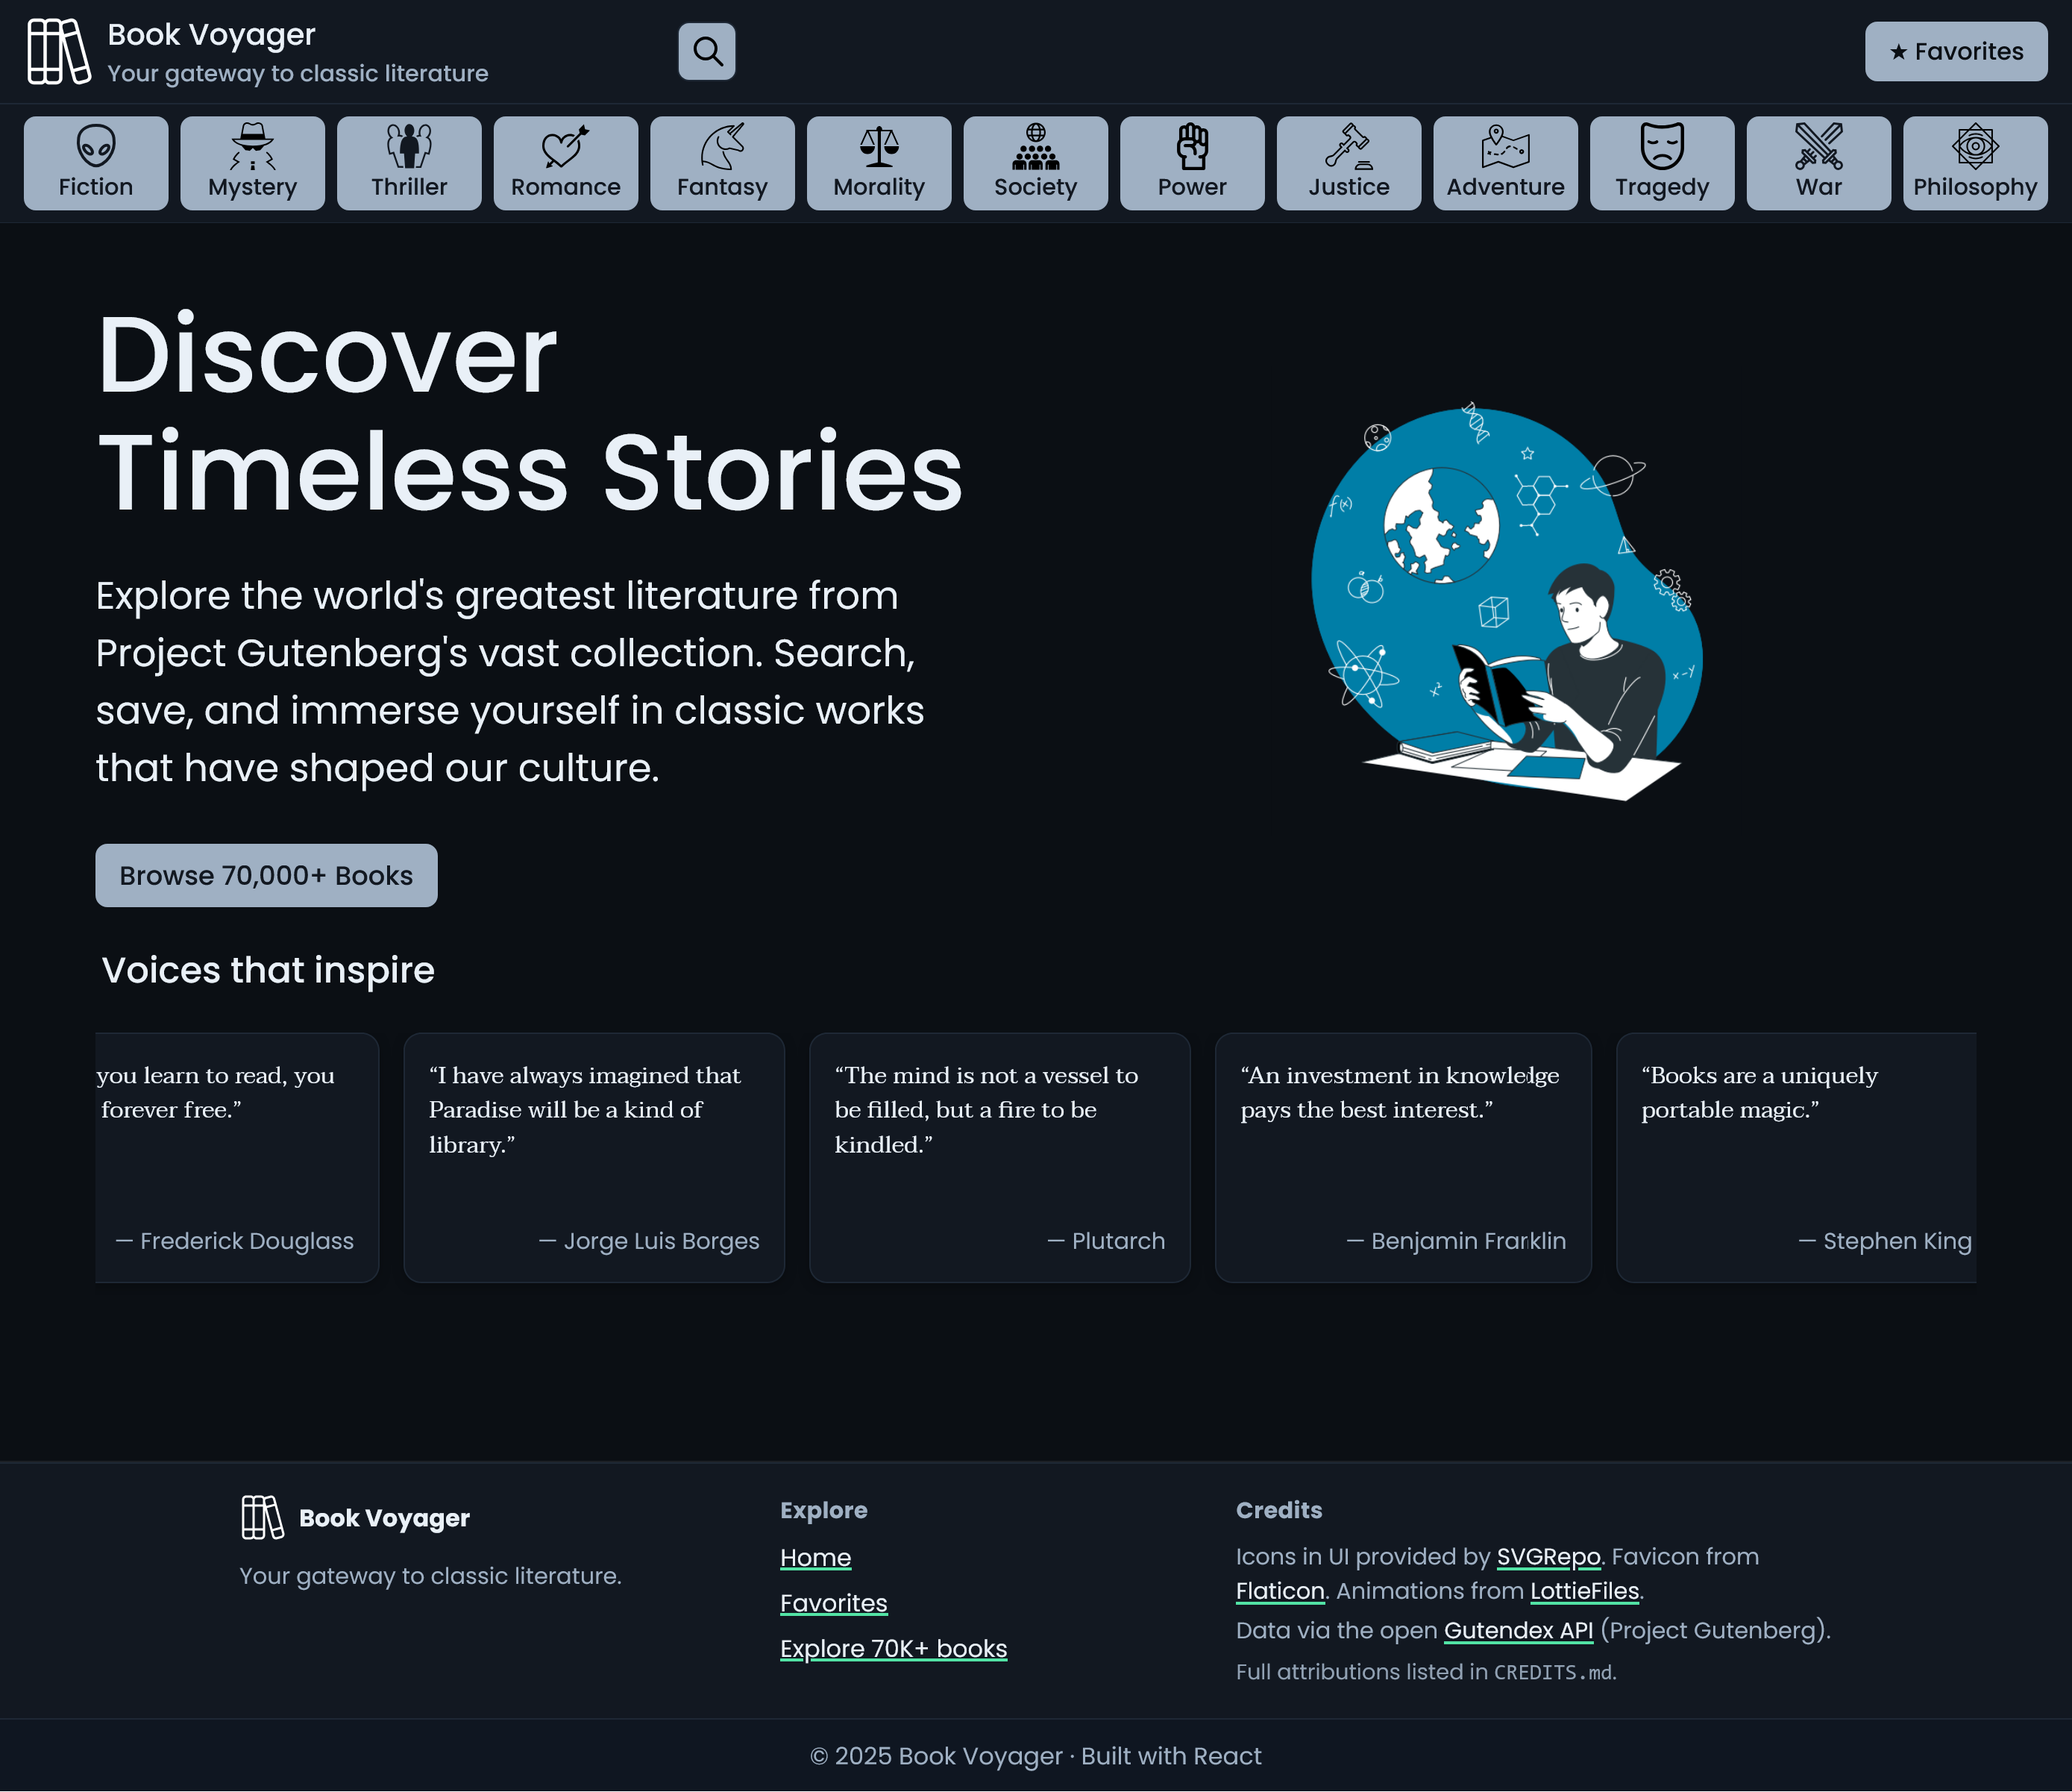 Book Voyager
Your gateway to classic literature
★ Favorites
Fiction
Mystery
Thriller
Romance
Fantasy
Morality
Society
Power
Justice
Adventure
Tragedy
War
Philosophy
Discover
Timeless Stories
Explore the world's greatest literature from
Project Gutenberg's vast collection. Search,
save, and immerse yourself in classic works
that have shaped our culture.
f(x)
a
b
x²
x-y
Browse 70,000+ Books
Voices that inspire
you learn to read, you
forever free.”
— Frederick Douglass
“I have always imagined that
Paradise will be a kind of
library.”
— Jorge Luis Borges
“The mind is not a vessel to
be filled, but a fire to be
kindled.”
— Plutarch
“An investment in knowledge
pays the best interest.”
— Benjamin Franklin
“Books are a uniquely
portable magic.”
— Stephen King
Book Voyager
Your gateway to classic literature.
Explore
Home
Favorites
Explore 70K+ books
Credits
Icons in UI provided by SVGRepo. Favicon from
Flaticon. Animations from LottieFiles.
Data via the open Gutendex API (Project Gutenberg).
Full attributions listed in CREDITS.md.
© 2025 Book Voyager · Built with React